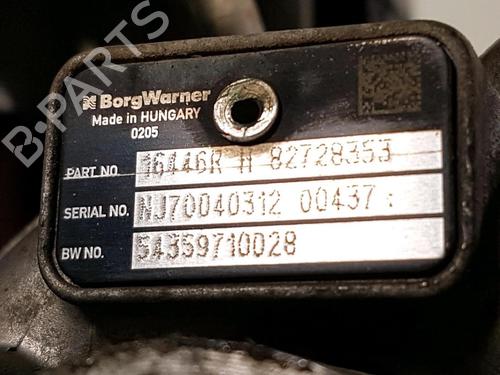 BorgWarner
Made in HUNGARY
0205
PART NO. 16446R H 82728353
SERIAL NO. NJ70040312 00437
BW NO. 54359710028
B-PARTS